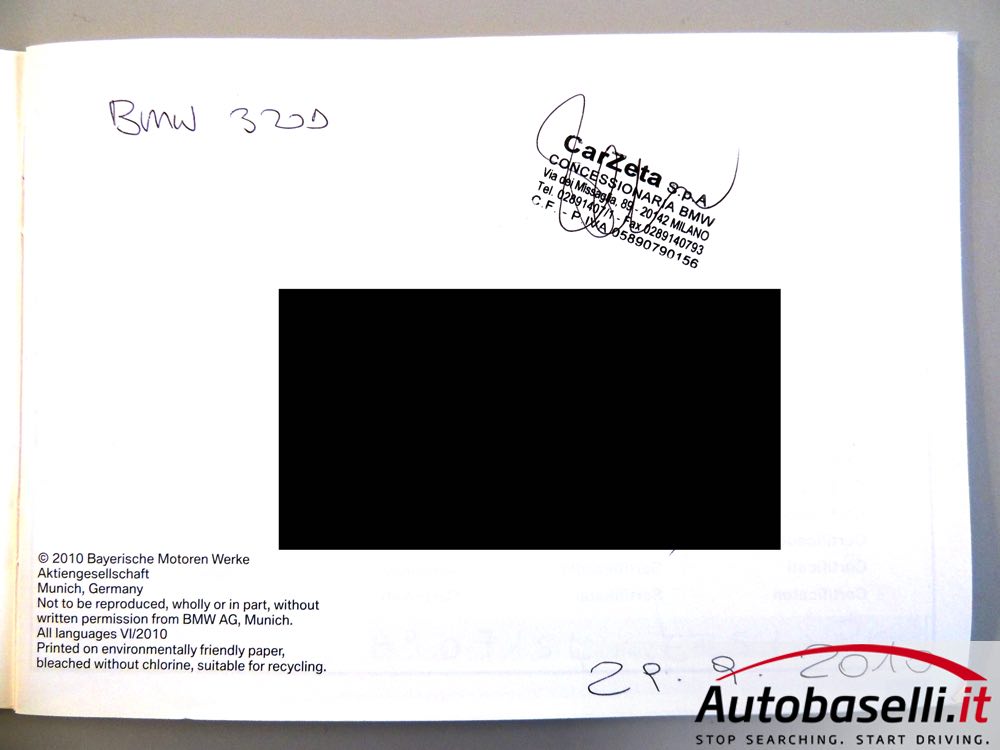 BMW 320D
CarZeta S.p.A
CONCESSIONARIA BMW
Via dei Missaglia, 89 - 20142 MILANO
Tel. 02891407/1 - Fax 0289140793
C.F. - P.IVA 05890790156
© 2010 Bayerische Motoren Werke
Aktiengesellschaft
Munich, Germany
Not to be reproduced, wholly or in part, without
written permission from BMW AG, Munich.
All languages VI/2010
Printed on environmentally friendly paper,
bleached without chlorine, suitable for recycling.
29. 9. 2010
Autobaselli.it
STOP SEARCHING. START DRIVING.